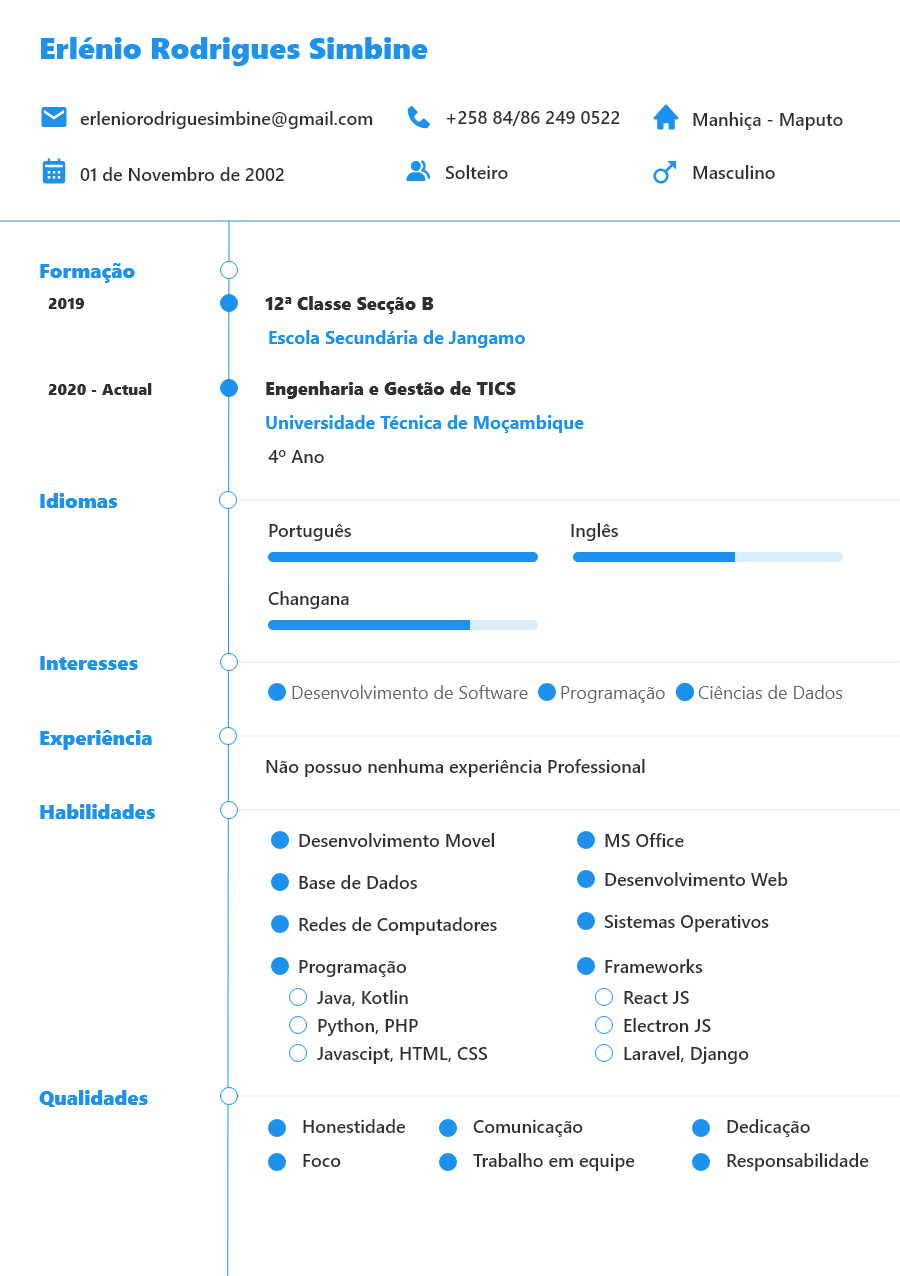 Erlénio Rodrigues Simbine
erleniorodriguesimbine@gmail.com +258 84/86 249 0522 Manhiça - Maputo
01 de Novembro de 2002 Solteiro Masculino
Formação
2019 12ª Classe Secção B
Escola Secundária de Jangamo
2020 - Actual Engenharia e Gestão de TICS
Universidade Técnica de Moçambique
4º Ano
Idiomas
Português Inglês
Changana
Interesses
Desenvolvimento de Software Programação Ciências de Dados
Experiência
Não possuo nenhuma experiência Professional
Habilidades
Desenvolvimento Movel MS Office
Base de Dados Desenvolvimento Web
Redes de Computadores Sistemas Operativos
Programação Frameworks
Java, Kotlin React JS
Python, PHP Electron JS
Javascipt, HTML, CSS Laravel, Django
Qualidades
Honestidade Comunicação Dedicação
Foco Trabalho em equipe Responsabilidade